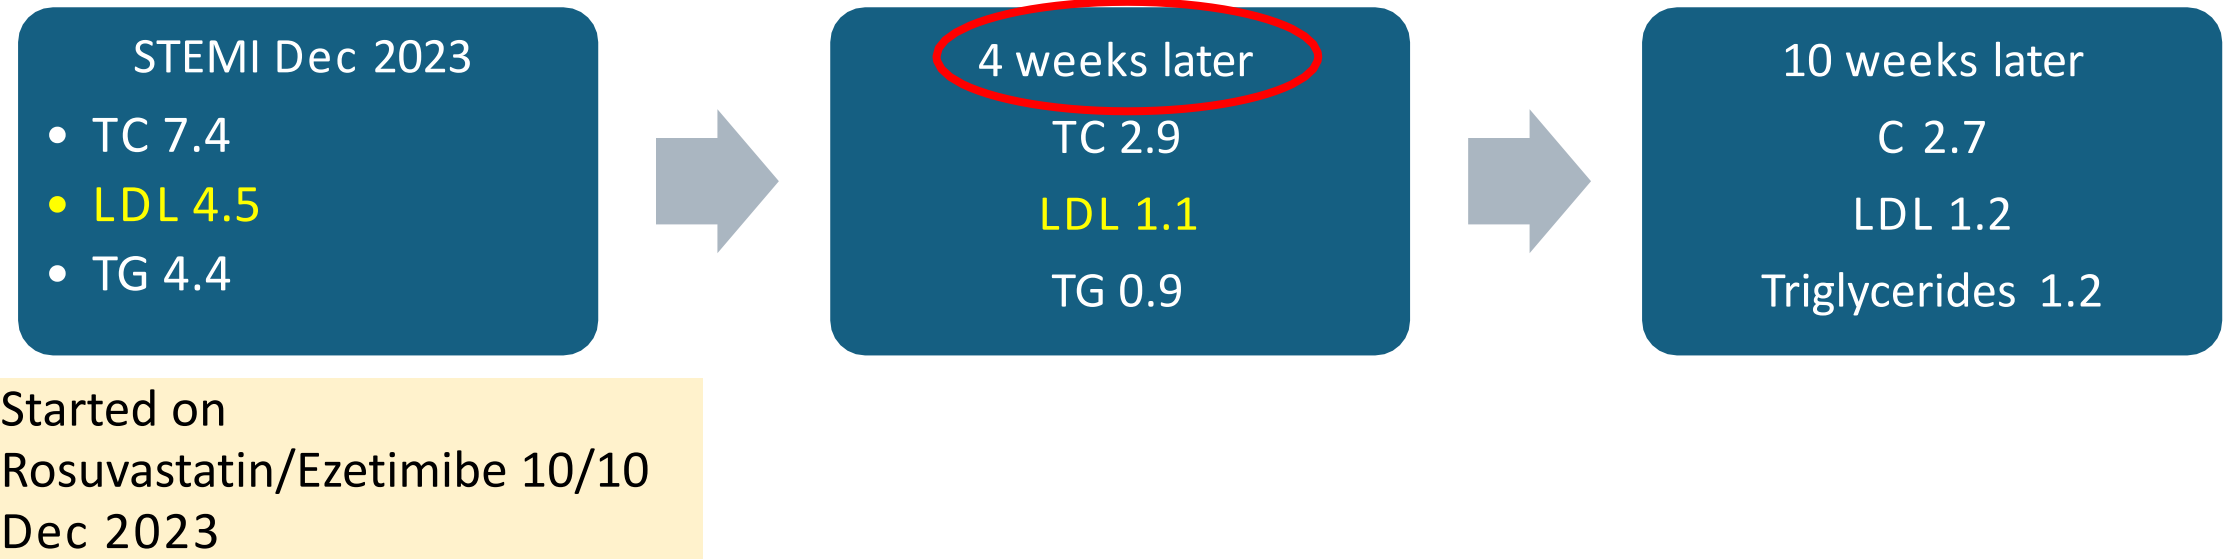 STEMI Dec 2023
• TC 7.4
• LDL 4.5
• TG 4.4
4 weeks later
TC 2.9
LDL 1.1
TG 0.9
10 weeks later
C 2.7
LDL 1.2
Triglycerides 1.2
Started on
Rosuvastatin/Ezetimibe 10/10
Dec 2023